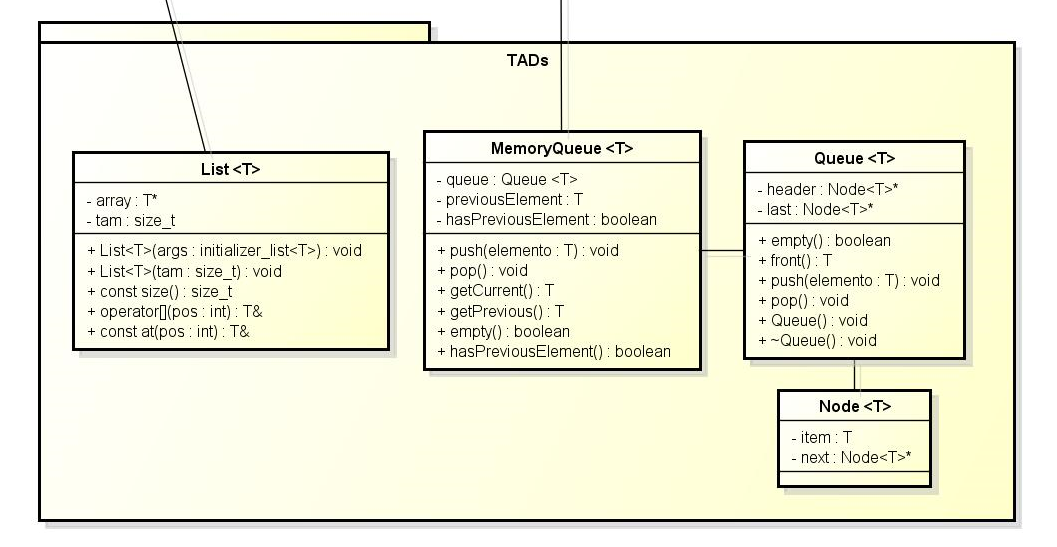 TADs
List <T>
- array : T*
- tam : size_t
+ List<T>(args : initializer_list<T>) : void
+ List<T>(tam : size_t) : void
+ const size() : size_t
+ operator[](pos : int) : T&
+ const at(pos : int) : T&
MemoryQueue <T>
- queue : Queue <T>
- previousElement : T
- hasPreviousElement : boolean
+ push(elemento : T) : void
+ pop() : void
+ getCurrent() : T
+ getPrevious() : T
+ empty() : boolean
+ hasPreviousElement() : boolean
Queue <T>
- header : Node<T>*
- last : Node<T>*
+ empty() : boolean
+ front() : T
+ push(elemento : T) : void
+ pop() : void
+ Queue() : void
+ ~Queue() : void
Node <T>
- item : T
- next : Node<T>*